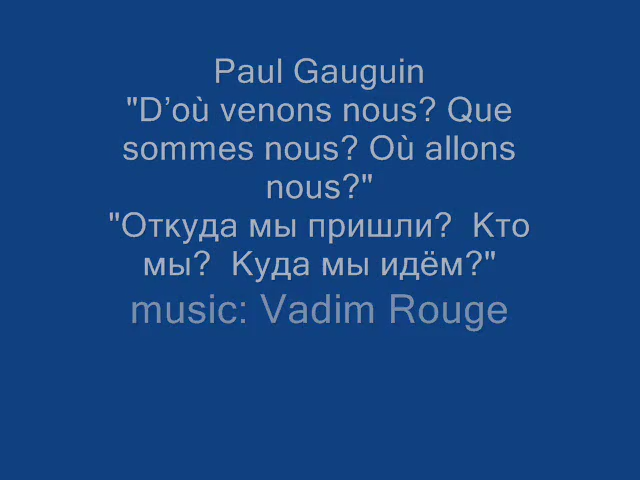 Paul Gauguin
"D’où venons nous? Que
sommes nous? Où allons
nous?"
"Откуда мы пришли?  Кто
мы?  Куда мы идём?"
music: Vadim Rouge